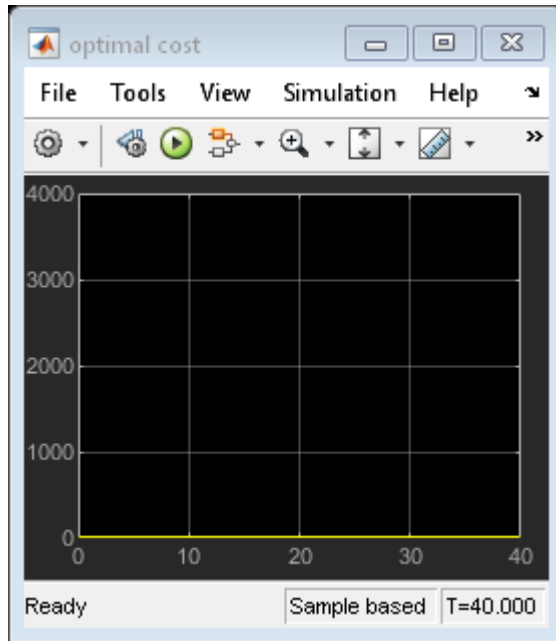 optimal cost
File Tools View Simulation Help
4000
3000
2000
1000
0
0 10 20 30 40
Ready Sample based T=40.000